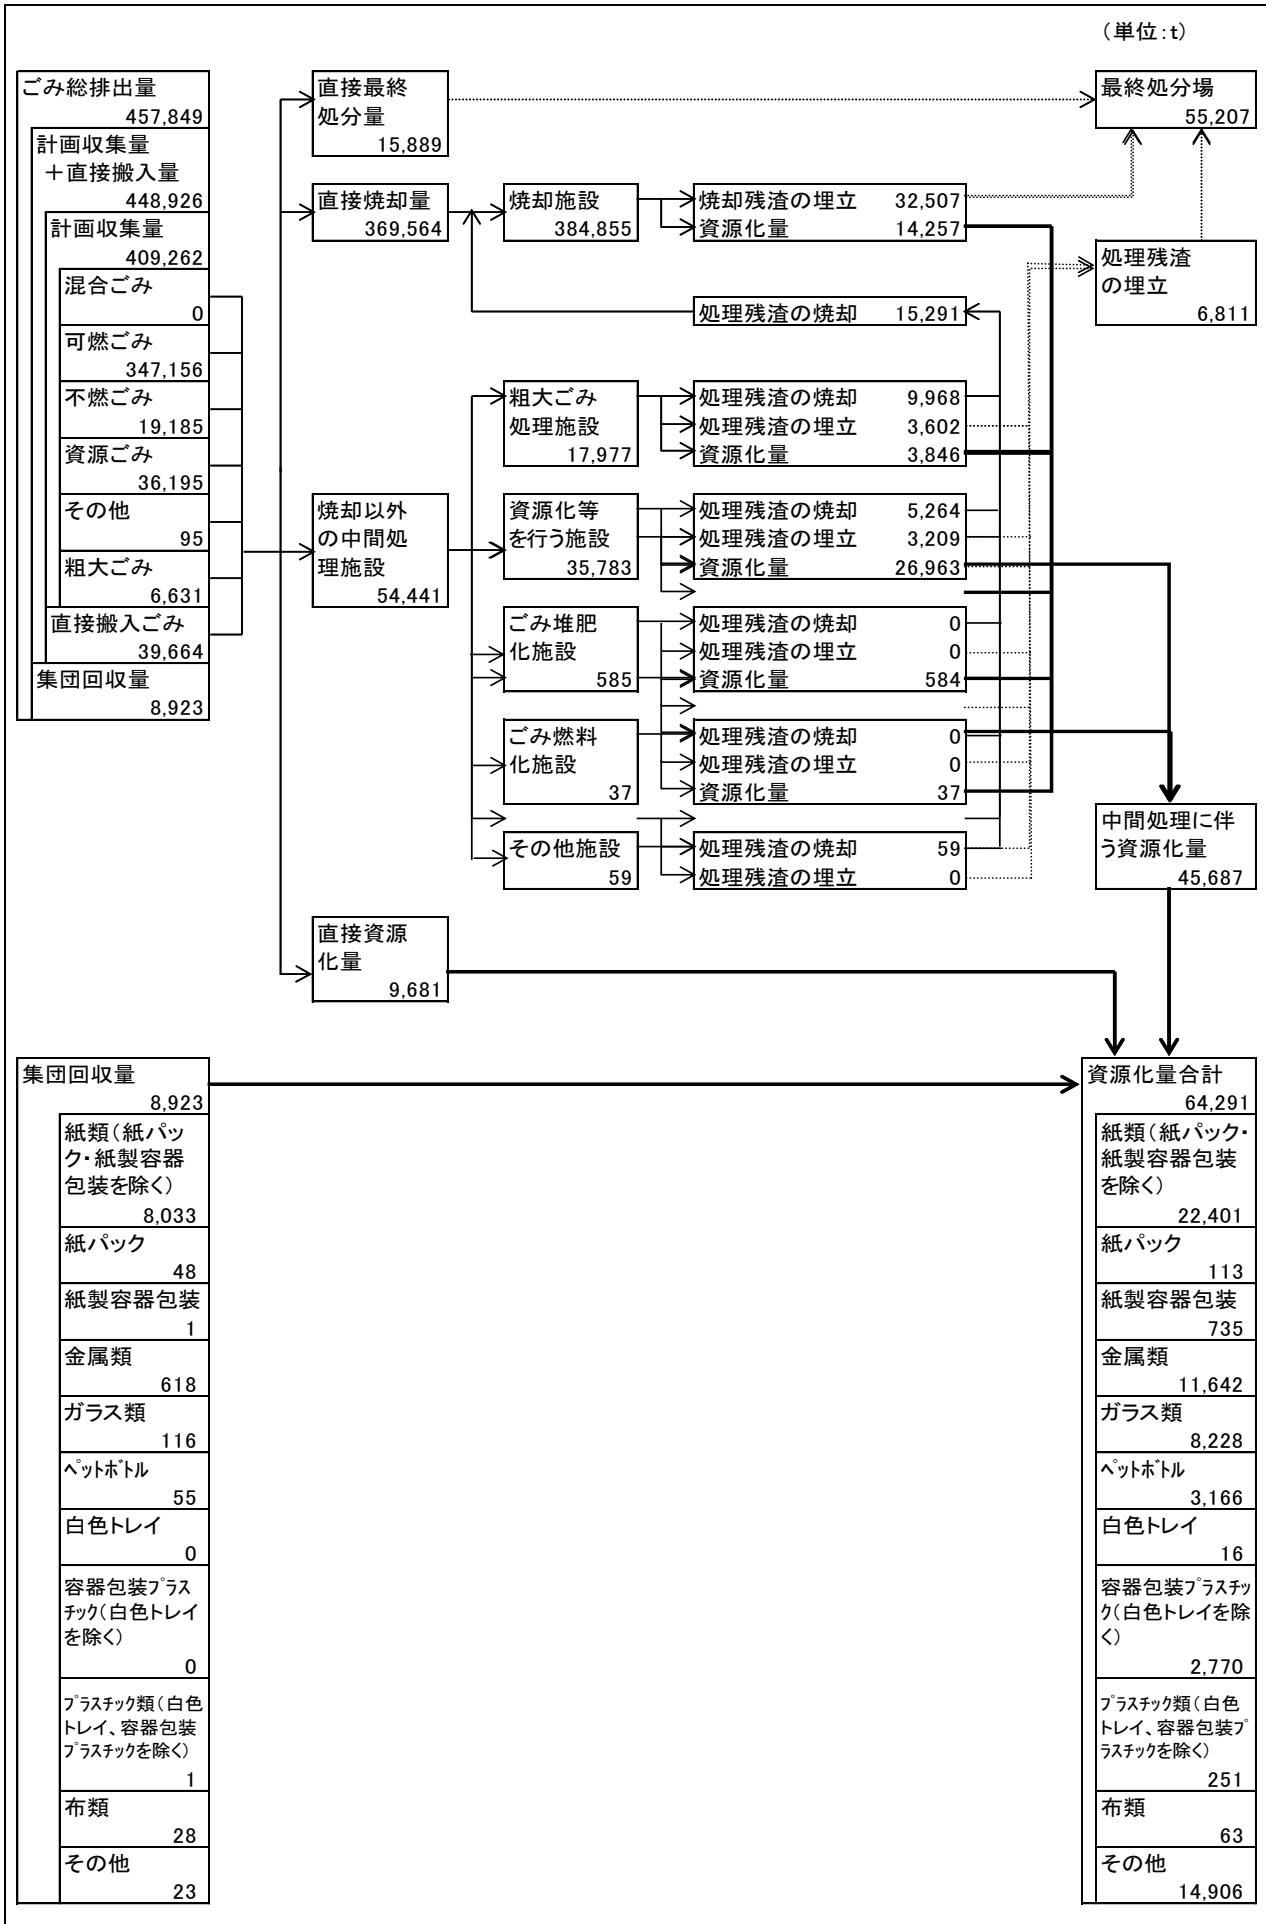 （単位：t）
ごみ総排出量
457,849
計画収集量
＋直接搬入量
448,926
計画収集量
409,262
混合ごみ
0
可燃ごみ
347,156
不燃ごみ
19,185
資源ごみ
36,195
その他
95
粗大ごみ
6,631
直接搬入ごみ
39,664
集団回収量
8,923
直接最終
処分量
15,889
直接焼却量
369,564
焼却以外
の中間処
理施設
54,441
直接資源
化量
9,681
焼却施設
384,855
粗大ごみ
処理施設
17,977
資源化等
を行う施設
35,783
ごみ堆肥
化施設
585
ごみ燃料
化施設
37
その他施設
59
焼却残渣の埋立 32,507
資源化量 14,257
処理残渣の焼却 15,291
処理残渣の焼却 9,968
処理残渣の埋立 3,602
資源化量 3,846
処理残渣の焼却 5,264
処理残渣の埋立 3,209
資源化量 26,963
処理残渣の焼却 0
処理残渣の埋立 0
資源化量 584
処理残渣の焼却 0
処理残渣の埋立 0
資源化量 37
処理残渣の焼却 59
処理残渣の埋立 0
最終処分場
55,207
処理残渣
の埋立
6,811
中間処理に伴
う資源化量
45,687
集団回収量
8,923
紙類（紙パッ
ク・紙製容器
包装を除く）
8,033
紙パック
48
紙製容器包装
1
金属類
618
ガラス類
116
ﾍﾟｯﾄﾎﾞﾄﾙ
55
白色トレイ
0
容器包装ﾌﾟﾗｽ
ﾁｯｸ（白色トレイ
を除く）
0
ﾌﾟﾗｽﾁｯｸ類（白色
トレイ、容器包装
ﾌﾟﾗｽﾁｯｸを除く）
1
布類
28
その他
23
資源化量合計
64,291
紙類（紙パック・
紙製容器包装
を除く）
22,401
紙パック
113
紙製容器包装
735
金属類
11,642
ガラス類
8,228
ﾍﾟｯﾄﾎﾞﾄﾙ
3,166
白色トレイ
16
容器包装ﾌﾟﾗｽﾁｯ
ｸ（白色トレイを除
く）
2,770
ﾌﾟﾗｽﾁｯｸ類（白色
トレイ、容器包装ﾌﾟ
ﾗｽﾁｯｸを除く）
251
布類
63
その他
14,906